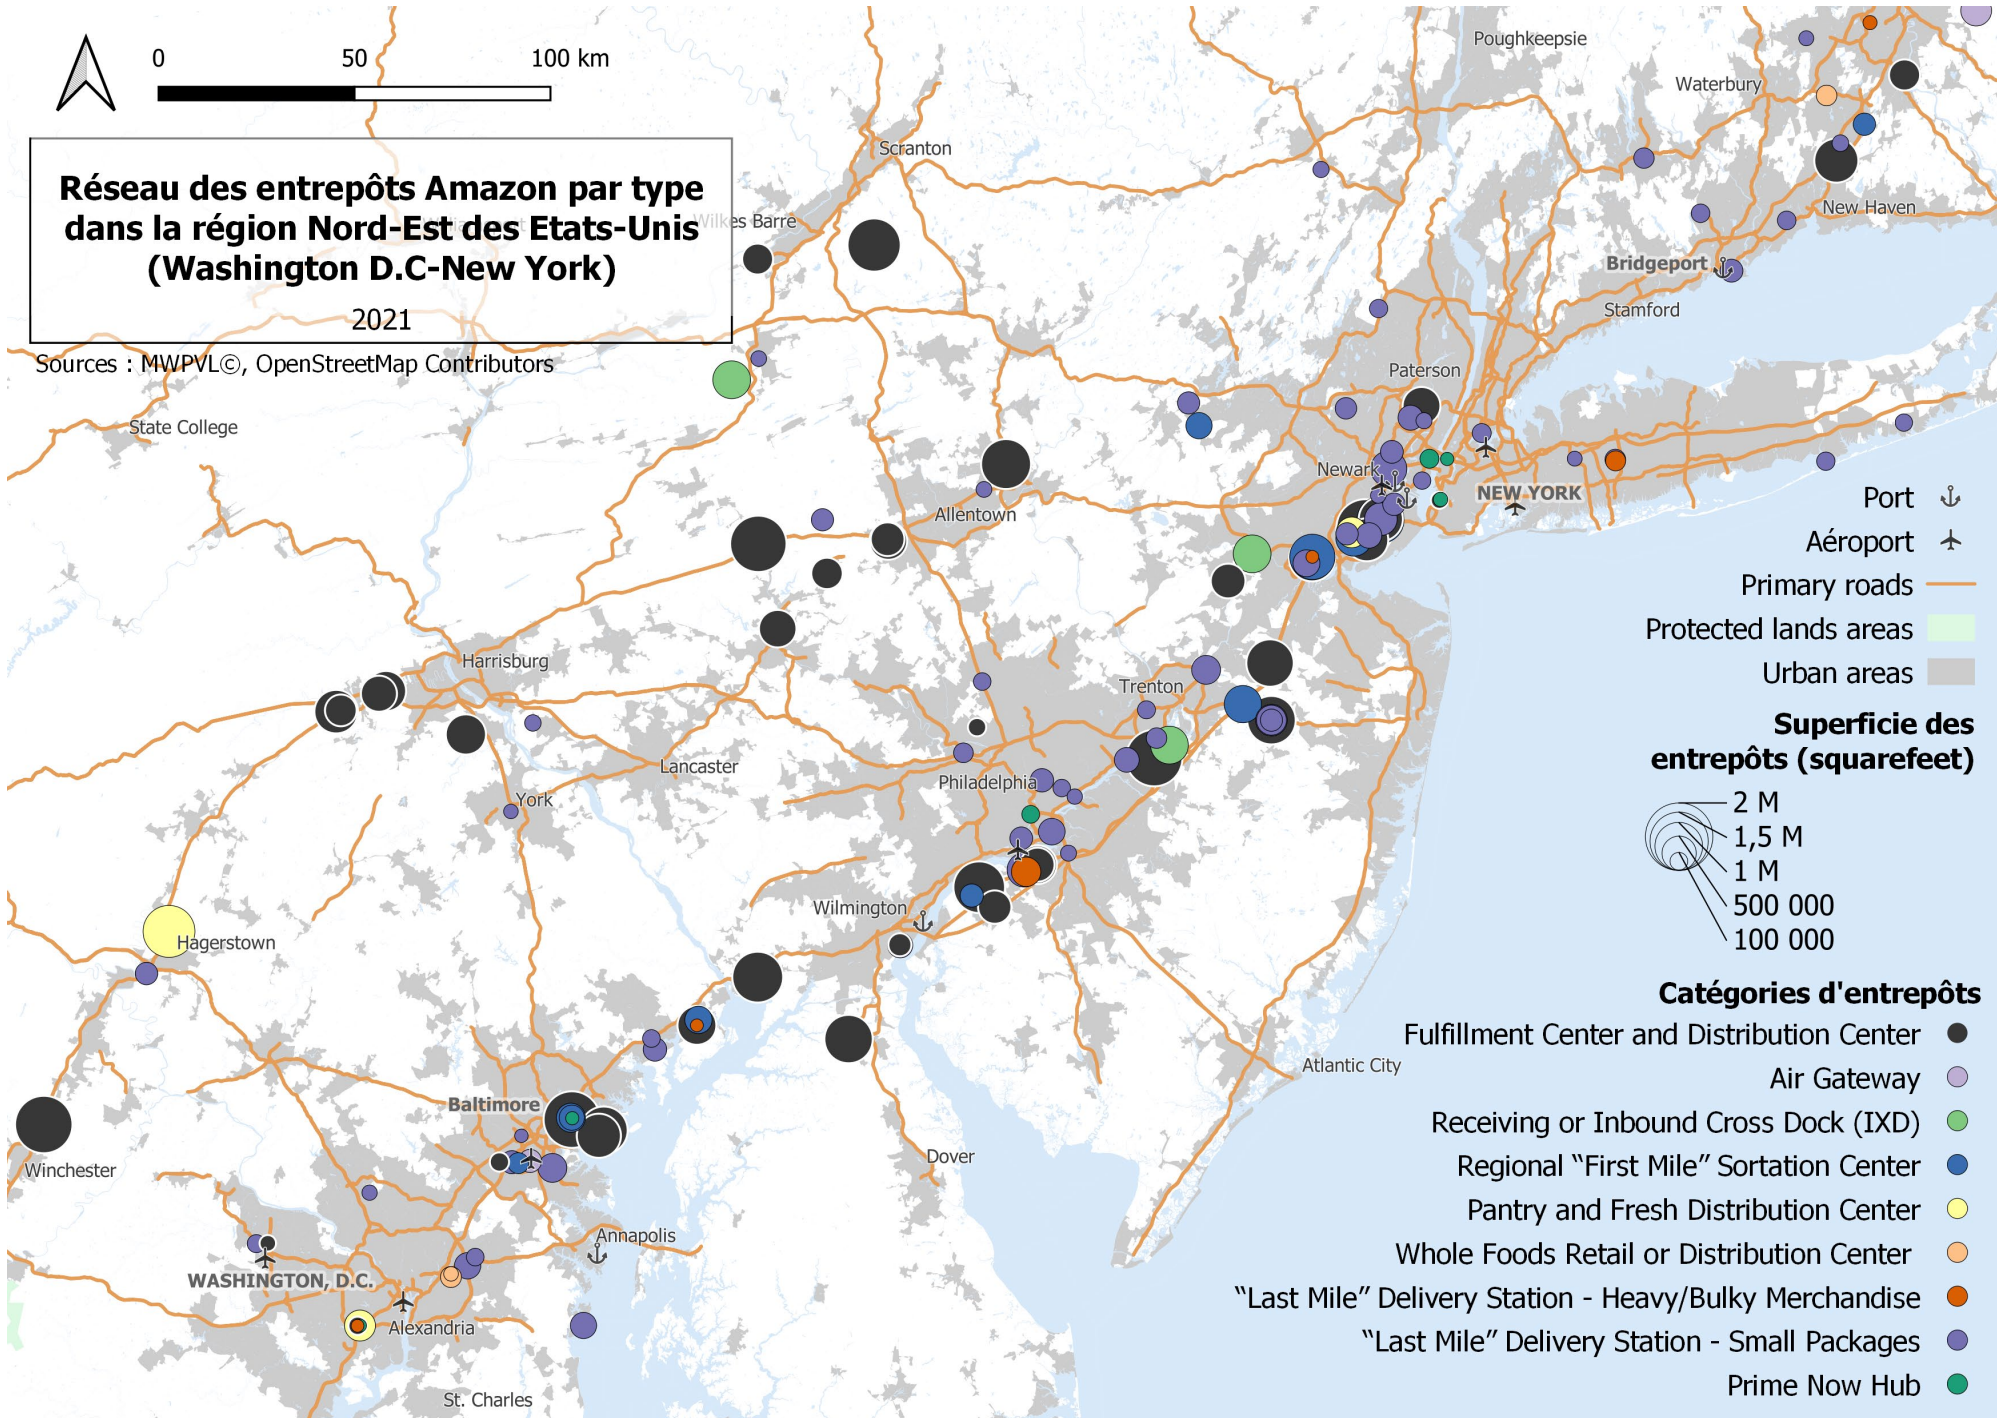 0 50 100 km
Réseau des entrepôts Amazon par type
dans la région Nord-Est des Etats-Unis
(Washington D.C-New York)
2021
Sources : MWPVL©, OpenStreetMap Contributors
Poughkeepsie
Waterbury
Scranton
Wilkes Barre
New Haven
Bridgeport
Stamford
Paterson
State College
Newark
NEW YORK
Allentown
Harrisburg
Trenton
Lancaster
Philadelphia
York
Wilmington
Hagerstown
Atlantic City
Baltimore
Winchester
Dover
Annapolis
WASHINGTON, D.C.
Alexandria
St. Charles
Port
Aéroport
Primary roads
Protected lands areas
Urban areas
Superficie des
entrepôts (squarefeet)
2 M
1,5 M
1 M
500 000
100 000
Catégories d'entrepôts
Fulfillment Center and Distribution Center
Air Gateway
Receiving or Inbound Cross Dock (IXD)
Regional “First Mile” Sortation Center
Pantry and Fresh Distribution Center
Whole Foods Retail or Distribution Center
“Last Mile” Delivery Station - Heavy/Bulky Merchandise
“Last Mile” Delivery Station - Small Packages
Prime Now Hub